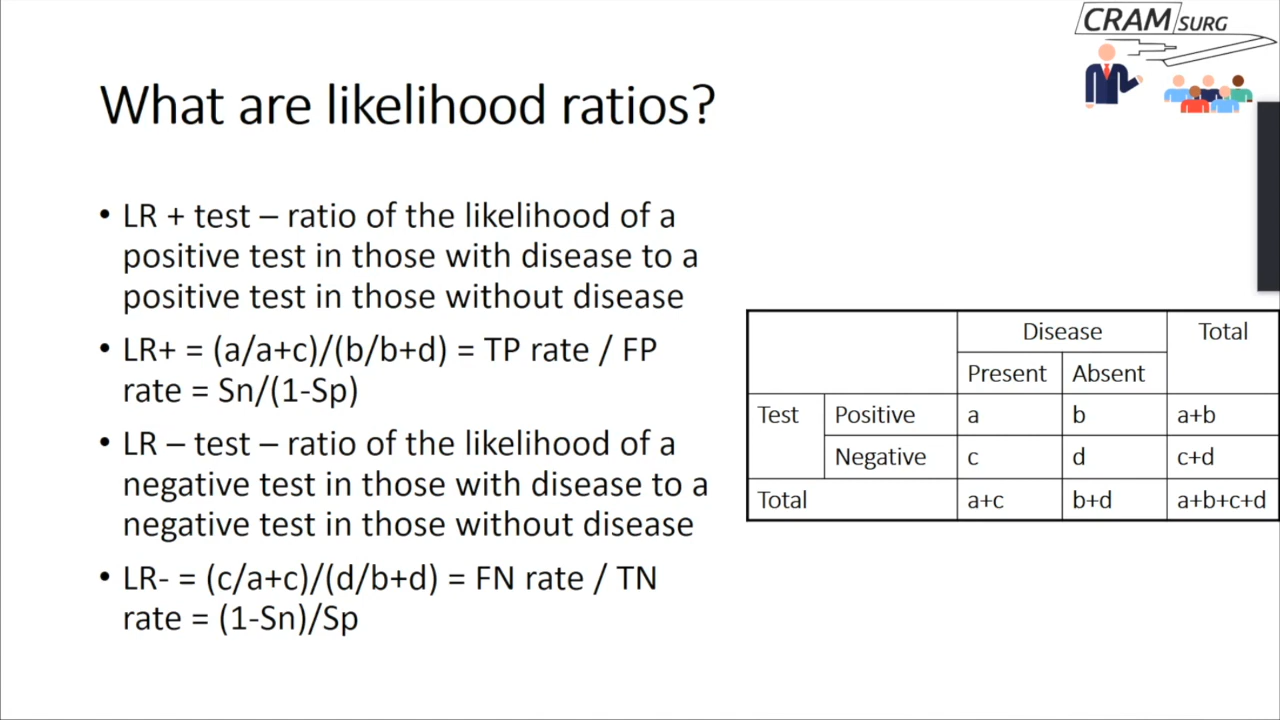 CRAM SURG
What are likelihood ratios?
• LR + test – ratio of the likelihood of a
positive test in those with disease to a
positive test in those without disease
• LR+ = (a/a+c)/(b/b+d) = TP rate / FP
rate = Sn/(1-Sp)
• LR – test – ratio of the likelihood of a
negative test in those with disease to a
negative test in those without disease
• LR- = (c/a+c)/(d/b+d) = FN rate / TN
rate = (1-Sn)/Sp
Disease Total
Present Absent
Test Positive a b a+b
Negative c d c+d
Total a+c b+d a+b+c+d